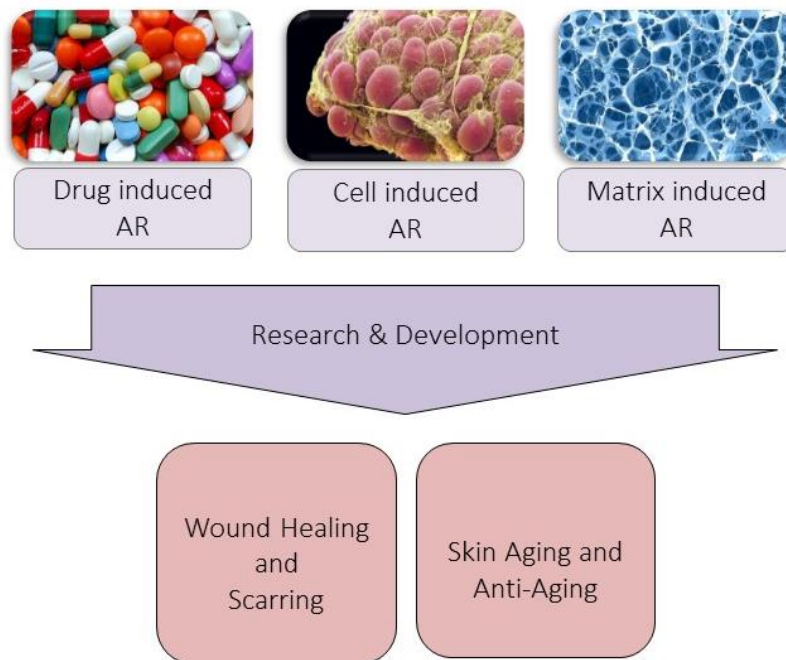 Drug induced
AR
Cell induced
AR
Matrix induced
AR
Research & Development
Wound Healing
and
Scarring
Skin Aging and
Anti-Aging